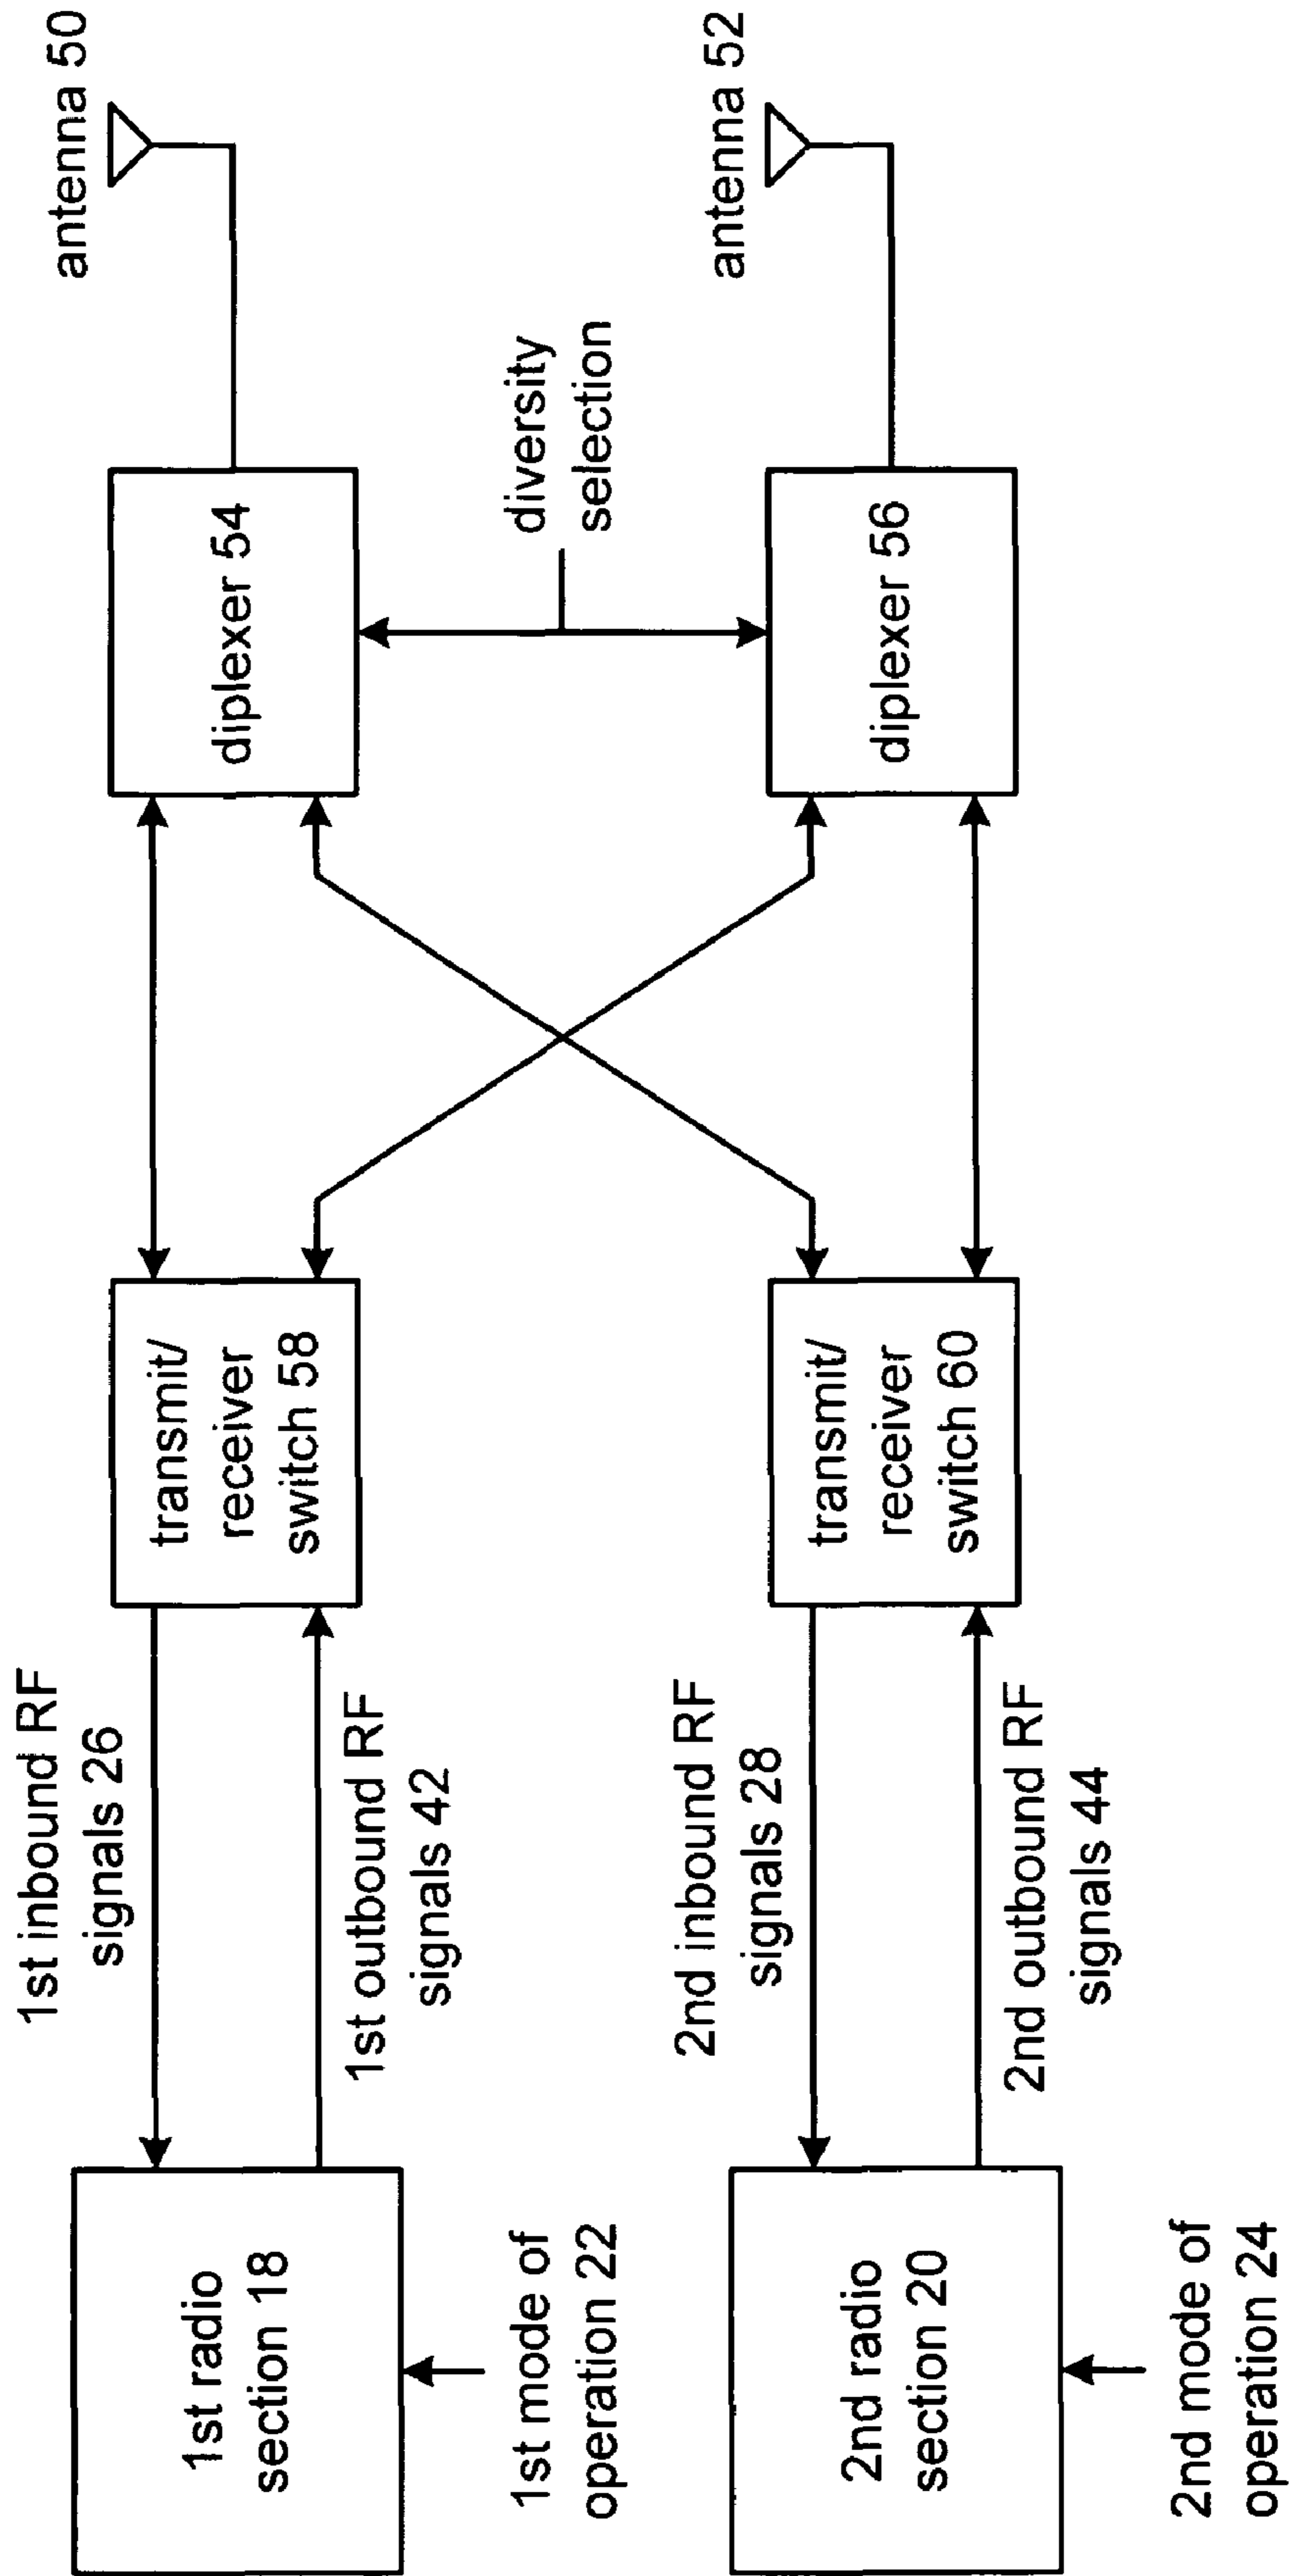 1st radio
section 18
1st mode of
operation 22
1st inbound RF
signals 26
1st outbound RF
signals 42
transmit/
receiver
switch 58
diplexer 54
antenna 50
diversity
selection
2nd radio
section 20
2nd mode of
operation 24
2nd inbound RF
signals 28
2nd outbound RF
signals 44
transmit/
receiver
switch 60
diplexer 56
antenna 52